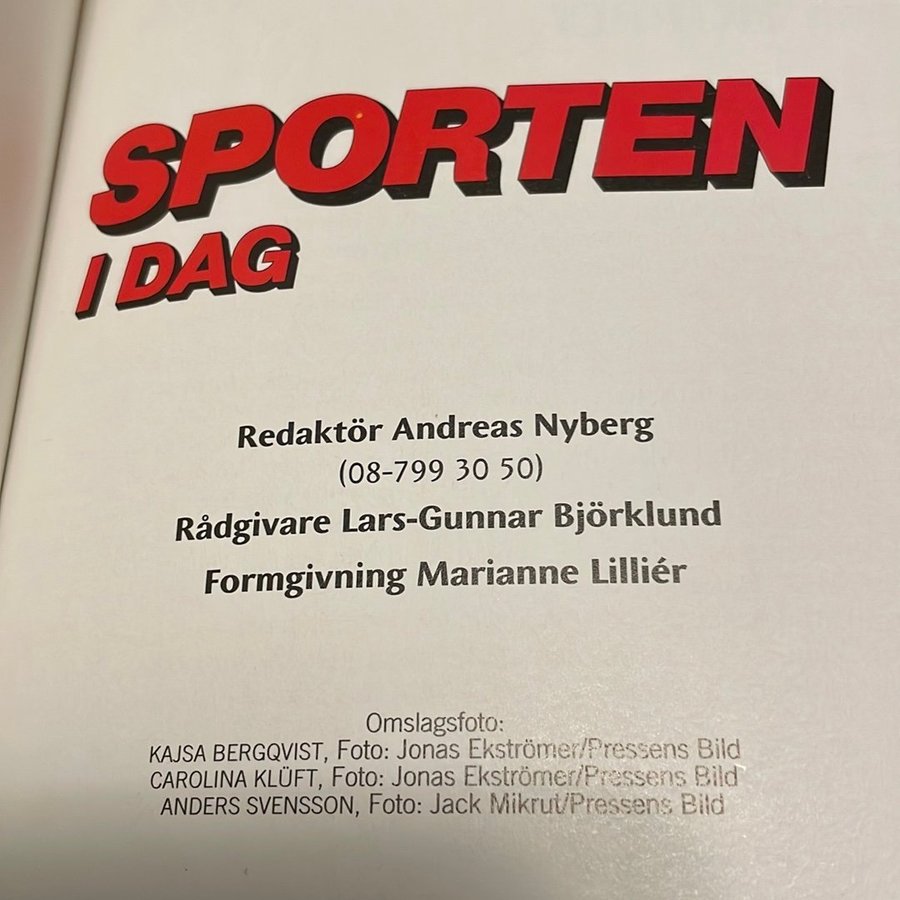 SPORTEN
I DAG
Redaktör Andreas Nyberg
(08-799 30 50)
Rådgivare Lars-Gunnar Björklund
Formgivning Marianne Lilliér
Omslagsfoto:
KAJSA BERGQVIST, Foto: Jonas Ekströmer/Pressens Bild
CAROLINA KLÜFT, Foto: Jonas Ekströmer/Pressens Bild
ANDERS SVENSSON, Foto: Jack Mikrut/Pressens Bild